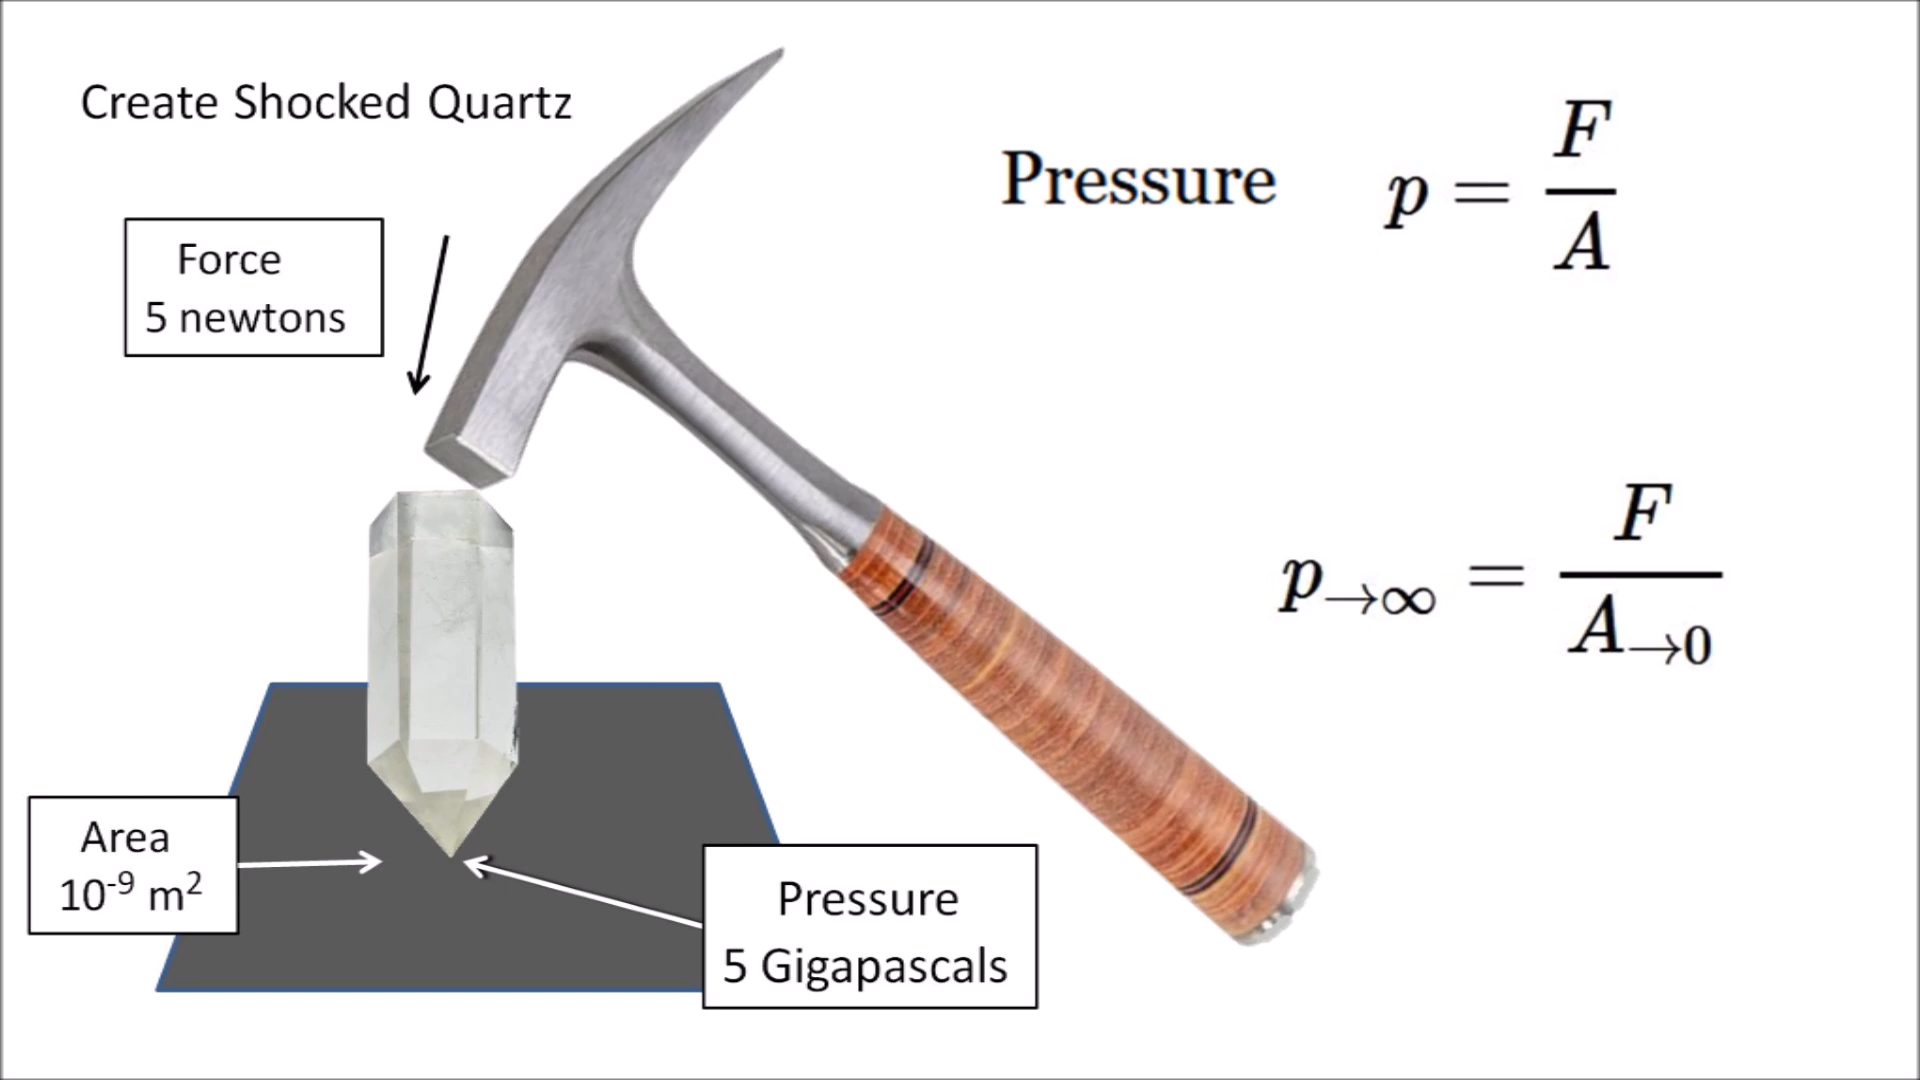 Create Shocked Quartz
Force
5 newtons
Pressure p = F/A
p→∞ = F/A→0
Area
10⁻⁹ m²
Pressure
5 Gigapascals